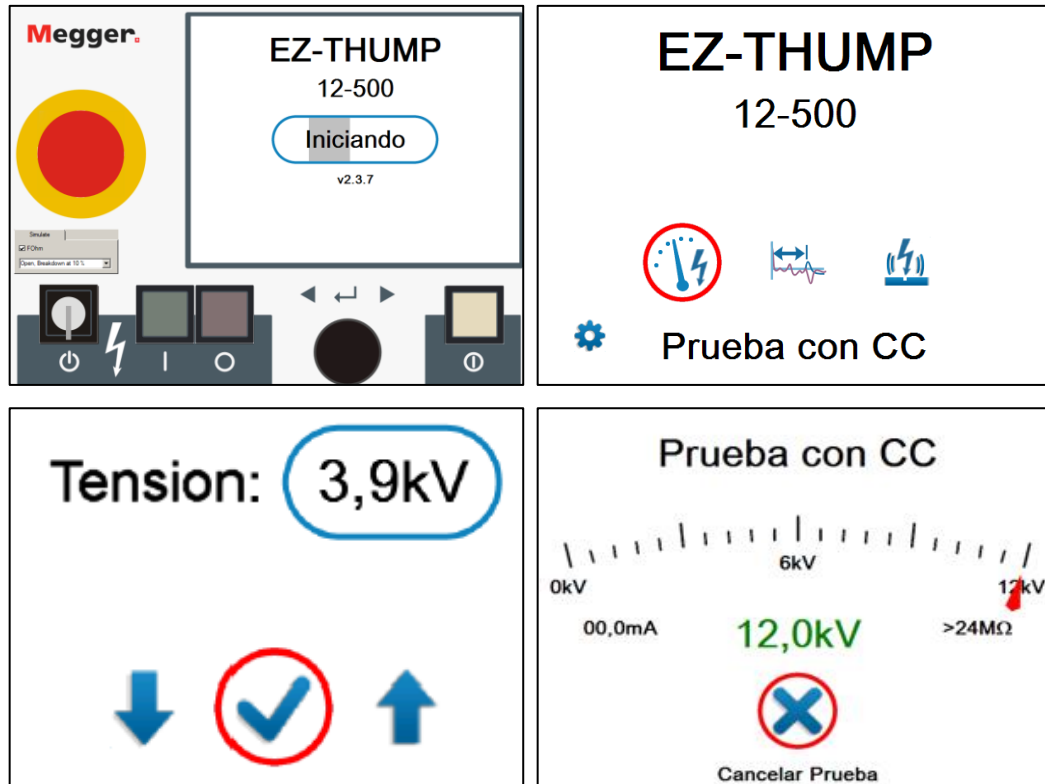 Megger.
EZ-THUMP
12-500
Iniciando
v2.3.7
Simulate
FOhm
Open, Breakdown at 10 %
EZ-THUMP
12-500
Prueba con CC
Tension: 3,9kV
Prueba con CC
0kV 6kV 12kV
00,0mA 12,0kV >24MΩ
Cancelar Prueba